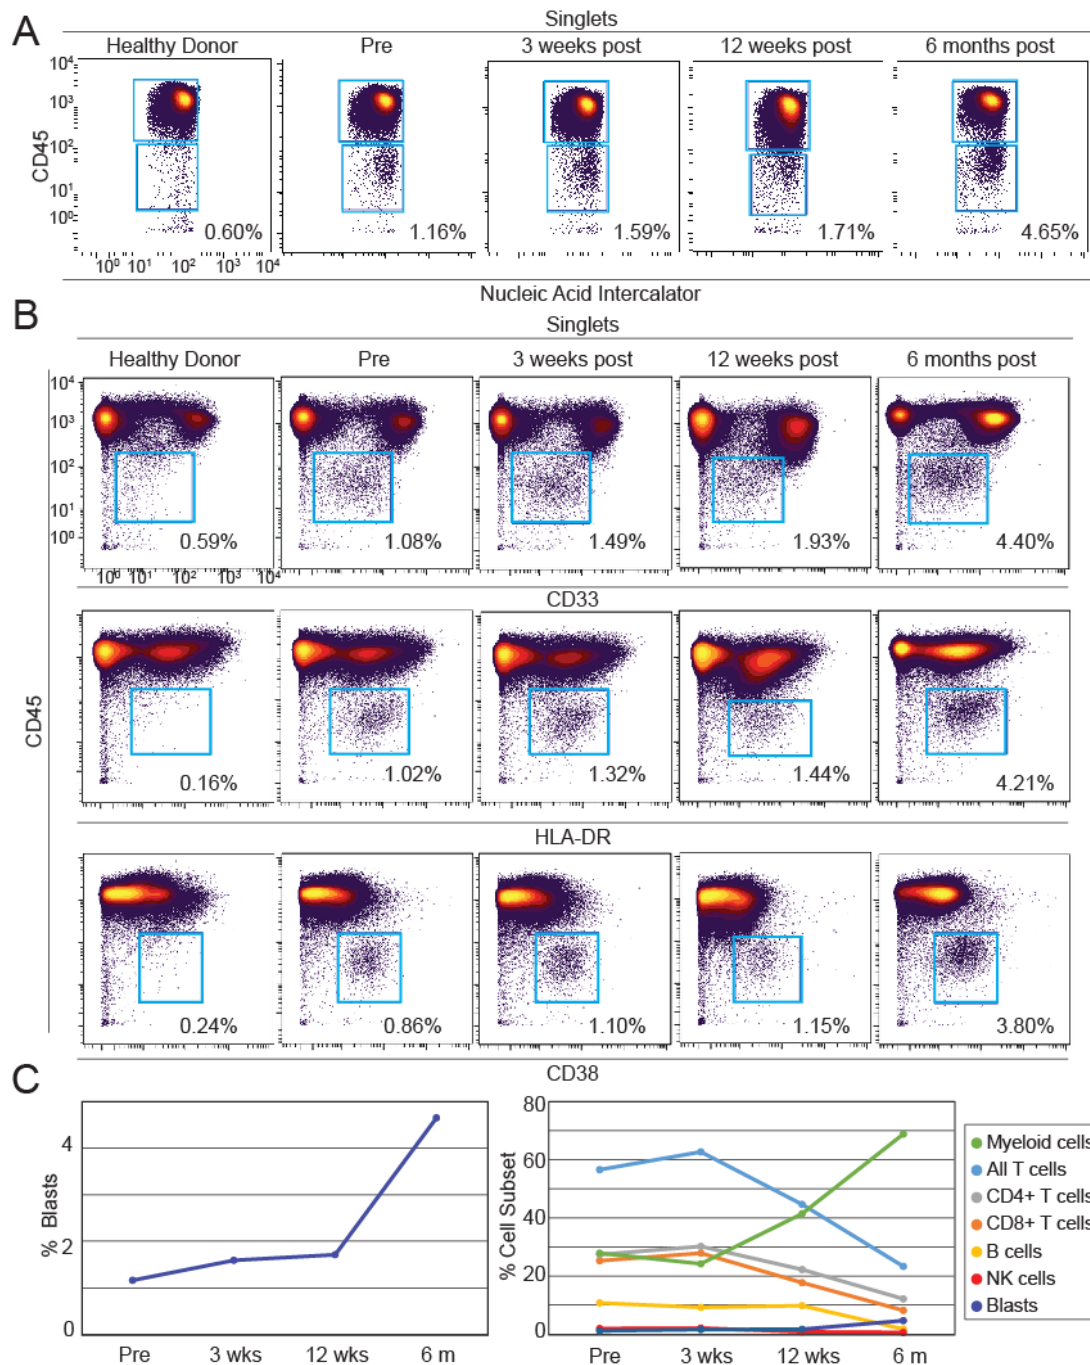 A
Singlets
Healthy Donor Pre 3 weeks post 12 weeks post 6 months post
CD45
10⁴
10³
10²
10¹
10⁰
0.60% 1.16% 1.59% 1.71% 4.65%
10⁰ 10¹ 10² 10³ 10⁴
Nucleic Acid Intercalator
B
Singlets
Healthy Donor Pre 3 weeks post 12 weeks post 6 months post
CD45
10⁴
10³
10²
10¹
10⁰
0.59% 1.08% 1.49% 1.93% 4.40%
10⁰ 10¹ 10² 10³ 10⁴
CD33
0.16% 1.02% 1.32% 1.44% 4.21%
HLA-DR
0.24% 0.86% 1.10% 1.15% 3.80%
CD38
C
% Blasts
4
2
0
Pre 3 wks 12 wks 6 m
% Cell Subset
80
60
40
20
0
Pre 3 wks 12 wks 6 m
Myeloid cells
All T cells
CD4+ T cells
CD8+ T cells
B cells
NK cells
Blasts